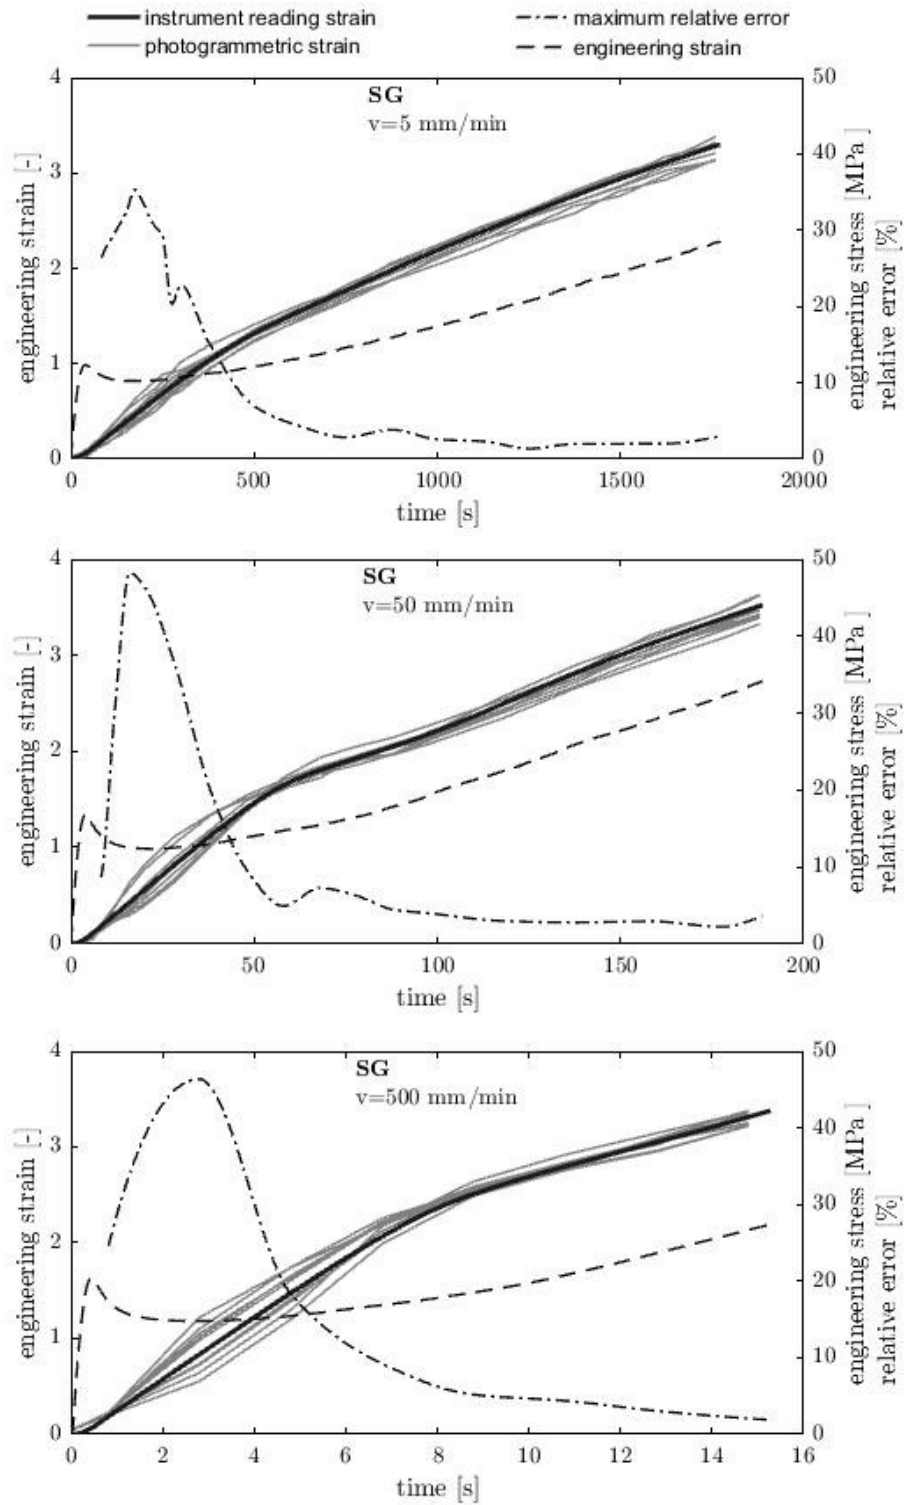 instrument reading strain
maximum relative error
photogrammetric strain
engineering strain
4
50
SG
v=5 mm/min
40
3
30
2
20
1
10
0
0
0
500
1000
1500
2000
engineering strain [-]
engineering stress [MPa]
relative error [%]
time [s]
4
50
SG
v=50 mm/min
40
3
30
2
20
1
10
0
0
0
50
100
150
200
engineering strain [-]
engineering stress [MPa]
relative error [%]
time [s]
4
50
SG
v=500 mm/min
40
3
30
2
20
1
10
0
0
0
2
4
6
8
10
12
14
16
engineering strain [-]
engineering stress [MPa]
relative error [%]
time [s]